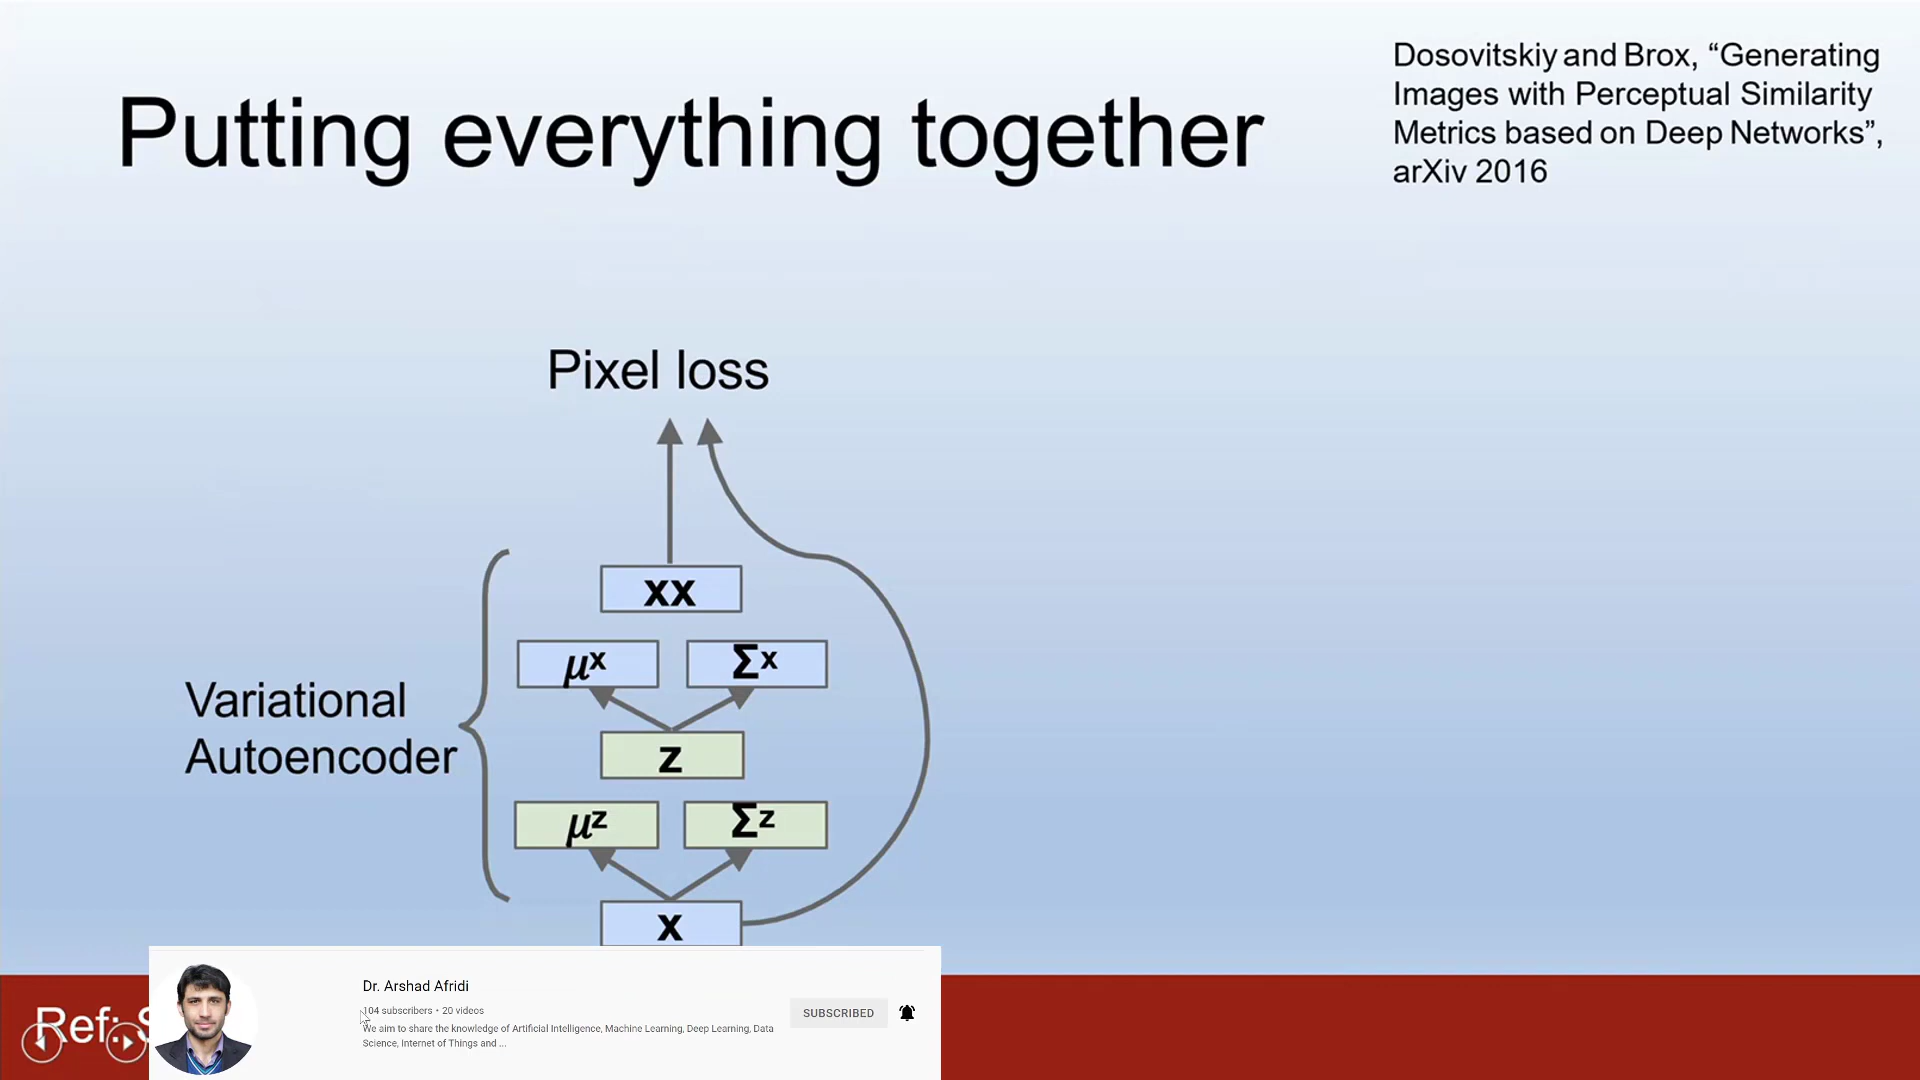 Putting everything together
Dosovitskiy and Brox, “Generating
Images with Perceptual Similarity
Metrics based on Deep Networks”,
arXiv 2016
Pixel loss
xx
μx Σx
Variational
Autoencoder
z
μz Σz
x
Ref: S
Dr. Arshad Afridi
104 subscribers • 20 videos
We aim to share the knowledge of Artificial Intelligence, Machine Learning, Deep Learning, Data
Science, Internet of Things and ...
SUBSCRIBED